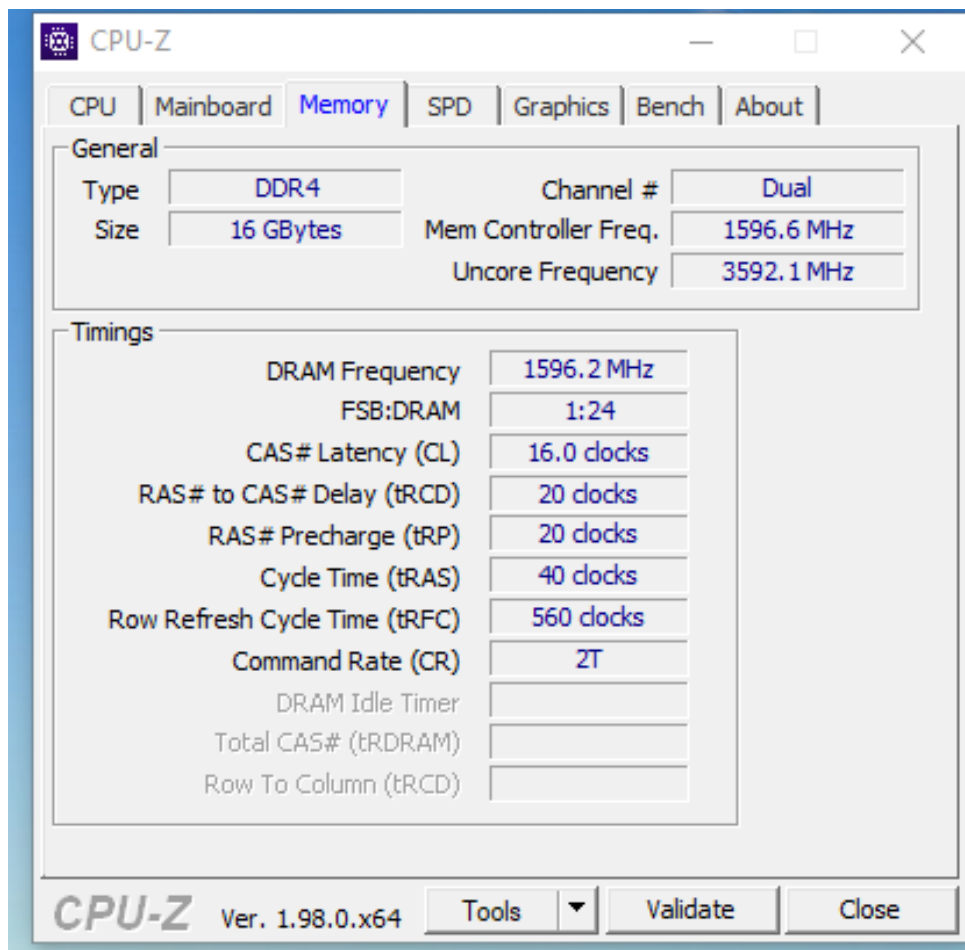 CPU-Z
CPU Mainboard Memory SPD Graphics Bench About
General
Type DDR4 Channel # Dual
Size 16 GBytes Mem Controller Freq. 1596.6 MHz
Uncore Frequency 3592.1 MHz
Timings
DRAM Frequency 1596.2 MHz
FSB:DRAM 1:24
CAS# Latency (CL) 16.0 clocks
RAS# to CAS# Delay (tRCD) 20 clocks
RAS# Precharge (tRP) 20 clocks
Cycle Time (tRAS) 40 clocks
Row Refresh Cycle Time (tRFC) 560 clocks
Command Rate (CR) 2T
DRAM Idle Timer
Total CAS# (tRDRAM)
Row To Column (tRCD)
CPU-Z Ver. 1.98.0.x64 Tools Validate Close